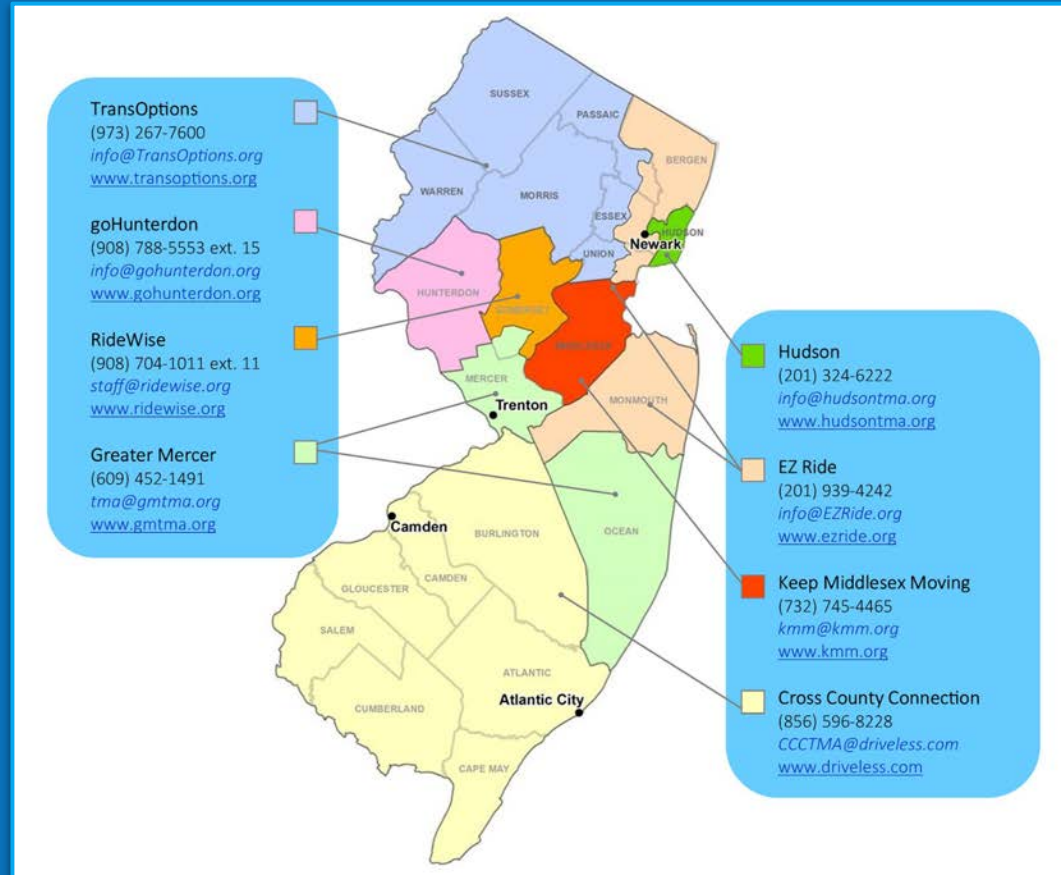 TransOptions
(973) 267-7600
info@TransOptions.org
www.transoptions.org
goHunterdon
(908) 788-5553 ext. 15
info@gohunterdon.org
www.gohunterdon.org
RideWise
(908) 704-1011 ext. 11
staff@ridewise.org
www.ridewise.org
Greater Mercer
(609) 452-1491
tma@gmtma.org
www.gmtma.org
SUSSEX
PASSAIC
BERGEN
WARREN
MORRIS
ESSEX
HUDSON
Newark
UNION
HUNTERDON
SOMERSET
MIDDLESEX
MERCER
Trenton
MONMOUTH
OCEAN
Camden
BURLINGTON
CAMDEN
GLOUCESTER
SALEM
ATLANTIC
Atlantic City
CUMBERLAND
CAPE MAY
Hudson
(201) 324-6222
info@hudsontma.org
www.hudsontma.org
EZ Ride
(201) 939-4242
info@EZRide.org
www.ezride.org
Keep Middlesex Moving
(732) 745-4465
kmm@kmm.org
www.kmm.org
Cross County Connection
(856) 596-8228
CCCTMA@driveless.com
www.driveless.com